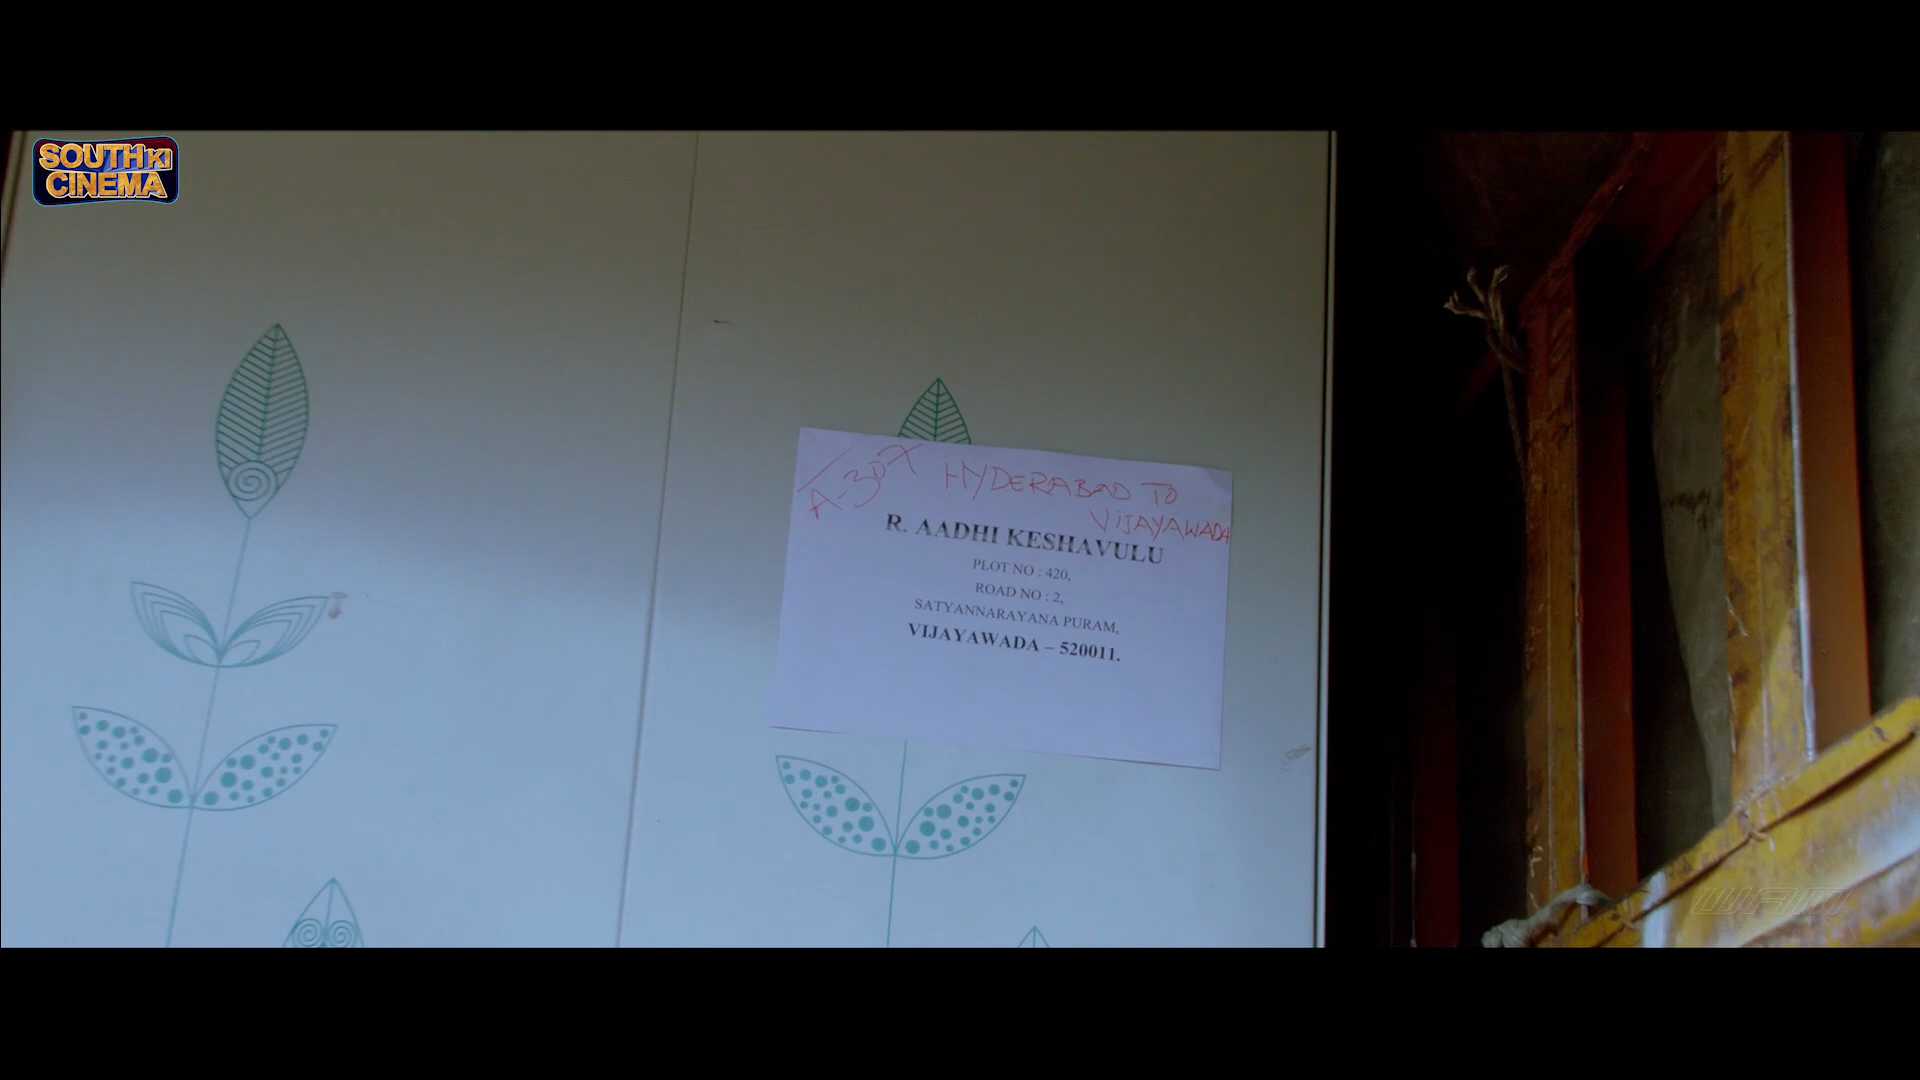 SOUTH KI
CINEMA
A-307 HYDERABAD TO
VIJAYAWADA
R. AADHI KESHAVULU
PLOT NO : 420,
ROAD NO : 2,
SATYANNARAYANA PURAM,
VIJAYAWADA – 520011.
WAM